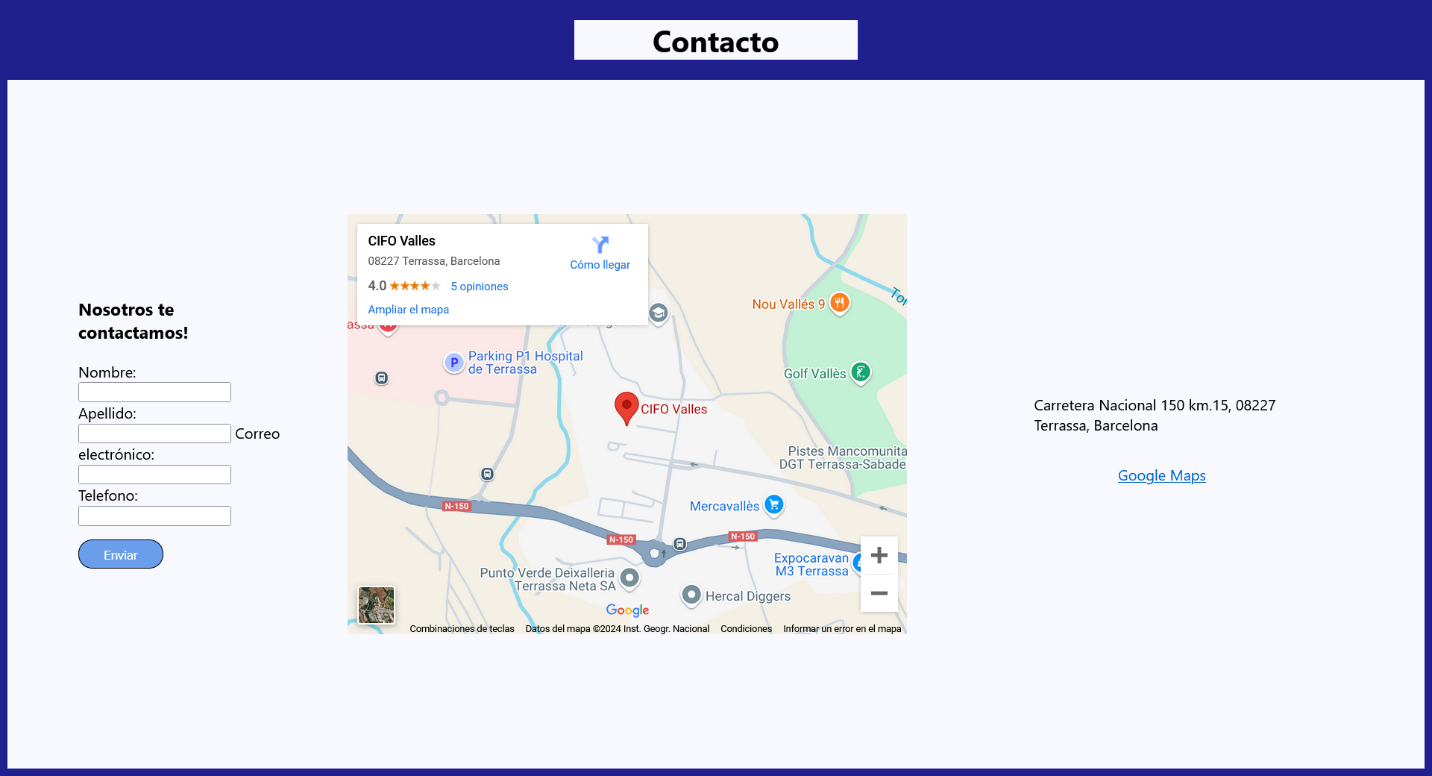 Contacto
Nosotros te
contactamos!
Nombre:
Apellido:
Correo
electrónico:
Telefono:
Enviar
CIFO Valles
08227 Terrassa, Barcelona
Cómo llegar
4.0
5 opiniones
Ampliar el mapa
Nou Vallés 9
Parking P1 Hospital
de Terrassa
Golf Vallès
CIFO Valles
Pistes Mancomunita
DGT Terrassa-Sabade
Mercavallès
N-150
N-150
N-150
Expocaravan
M3 Terrassa
Punto Verde Deixalleria
Terrassa Neta SA
Hercal Diggers
Google
Combinaciones de teclas
Datos del mapa ©2024 Inst. Geogr. Nacional
Condiciones
Informar un error en el mapa
Carretera Nacional 150 km.15, 08227
Terrassa, Barcelona
Google Maps